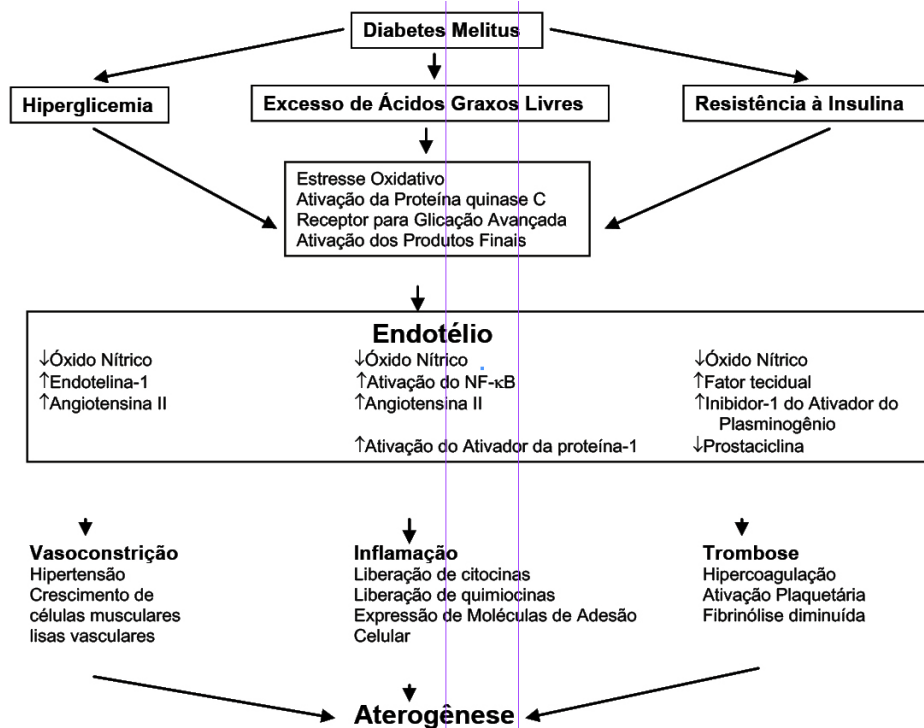 Diabetes Melitus
Hiperglicemia
Excesso de Ácidos Graxos Livres
Resistência à Insulina
Estresse Oxidativo
Ativação da Proteína quinase C
Receptor para Glicação Avançada
Ativação dos Produtos Finais
Endotélio
↓Óxido Nítrico
↑Endotelina-1
↑Angiotensina II
↓Óxido Nítrico
↑Ativação do NF-κB
↑Angiotensina II
↑Ativação do Ativador da proteína-1
↓Óxido Nítrico
↑Fator tecidual
↑Inibidor-1 do Ativador do
Plasminogênio
↓Prostaciclina
Vasoconstrição
Hipertensão
Crescimento de
células musculares
lisas vasculares
Inflamação
Liberação de citocinas
Liberação de quimiocinas
Expressão de Moléculas de Adesão
Celular
Trombose
Hipercoagulação
Ativação Plaquetária
Fibrinólise diminuída
Aterogênese